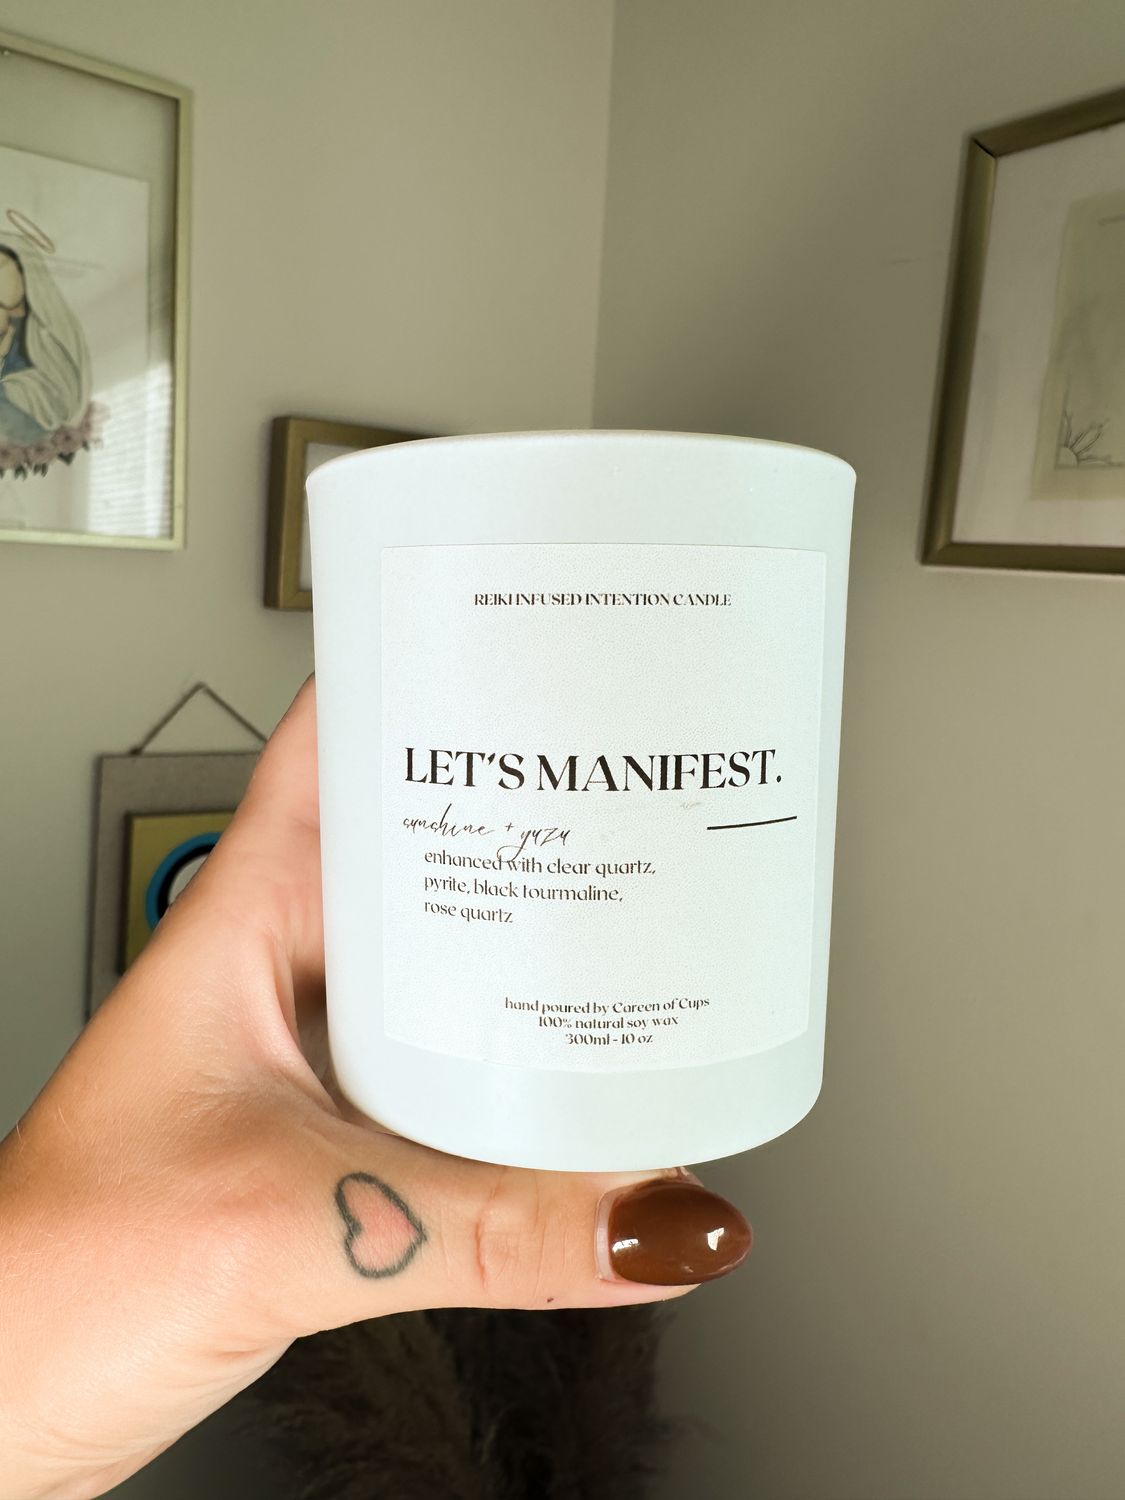 REIKI INFUSED INTENTION CANDLE
LET'S MANIFEST.
sunshine + yuzu
enhanced with clear quartz,
pyrite, black tourmaline,
rose quartz
hand poured by Careen of Cups
100% natural soy wax
300ml - 10 oz